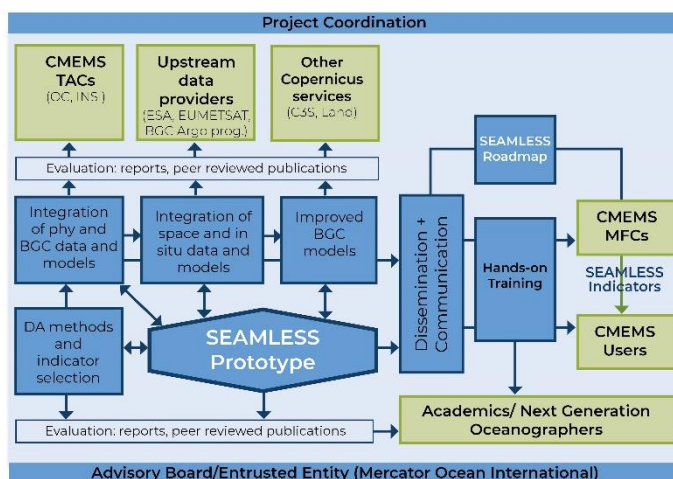 Project Coordination
CMEMS
TACs
(OC, INS )
Upstream
data
providers
(ESA, EUMETSAT,
BGC Argo prog.)
Other
Copernicus
services
(C3S, Land)
Evaluation: reports, peer reviewed publications
SEAMLESS
Roadmap
Integration
of phy and
BGC data and
models
Integration of
space and in
situ data and
models
Improved
BGC
models
Dissemination +
Communication
Hands-on
Training
CMEMS
MFCs
SEAMLESS
Indicators
DA methods
and
indicator
selection
SEAMLESS
Prototype
CMEMS
Users
Evaluation: reports, peer reviewed publications
Academics/ Next Generation
Oceanographers
Advisory Board/Entrusted Entity (Mercator Ocean International)